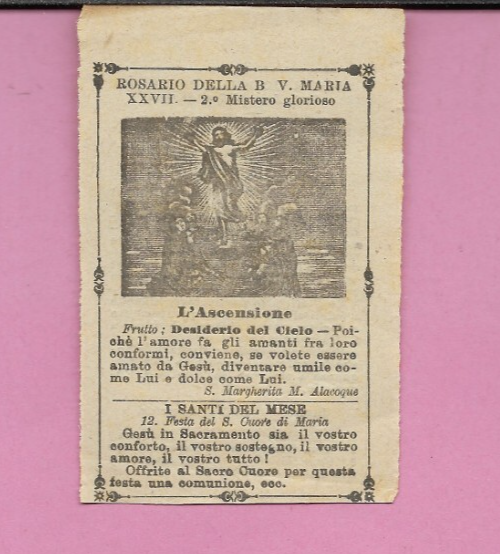 ROSARIO DELLA B V. MARIA
XXVII. — 2.º Mistero glorioso
L'Ascensione
Frutto : Desiderio del Cielo — Poi-
chè l'amore fa gli amanti fra loro
conformi, conviene, se volete essere
amato da Gesù, diventare umile co-
me Lui e dolce come Lui.
S. Margherita M. Alacoque
I SANTI DEL MESE
12. Festa del S. Cuore di Maria
Gesù in Sacramento sia il vostro
conforto, il vostro sostegno, il vostro
amore, il vostro tutto !
Offrite al Sacro Cuore per questa
festa una comunione, ecc.